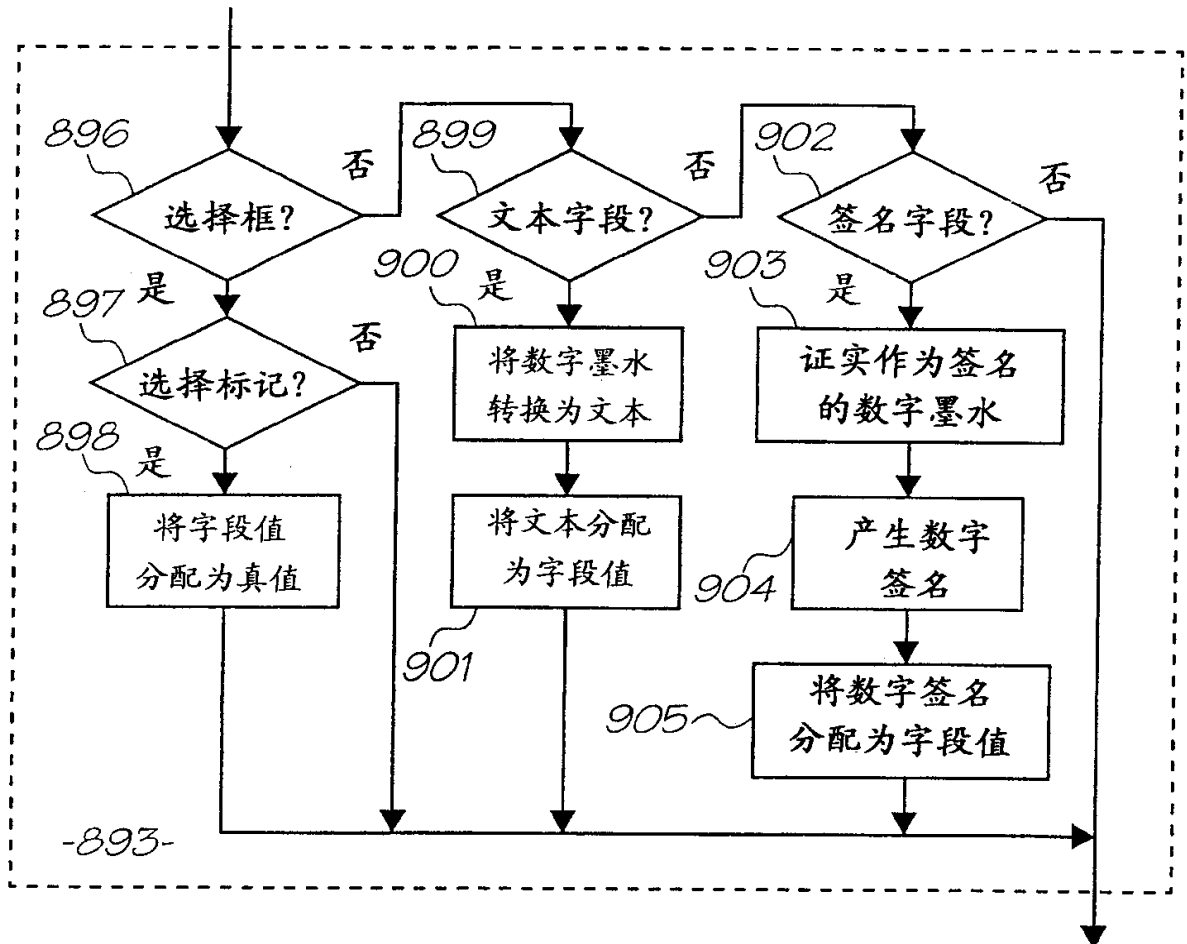 896
选择框？
否
899
文本字段？
否
902
签名字段？
否
是
897
选择标记？
否
900
是
将数字墨水
转换为文本
903
是
证实作为签名
的数字墨水
898
是
将字段值
分配为真值
将文本分配
为字段值
901
产生数字
签名
904
将数字签名
分配为字段值
905
-893-